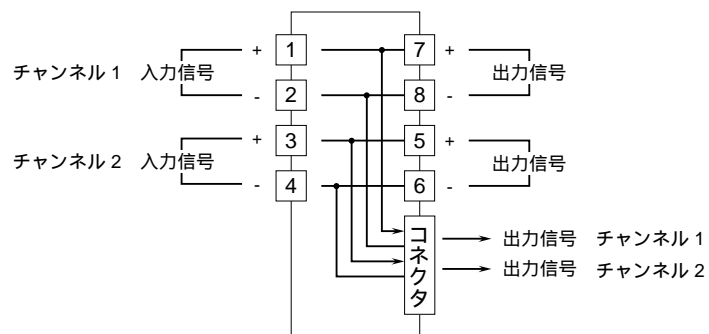 + 1 7 +
チャンネル 1 入力信号 出力信号
- 2 8 -
+ 3 5 +
チャンネル 2 入力信号 出力信号
- 4 6 -
コネクタ
出力信号 チャンネル 1
出力信号 チャンネル 2